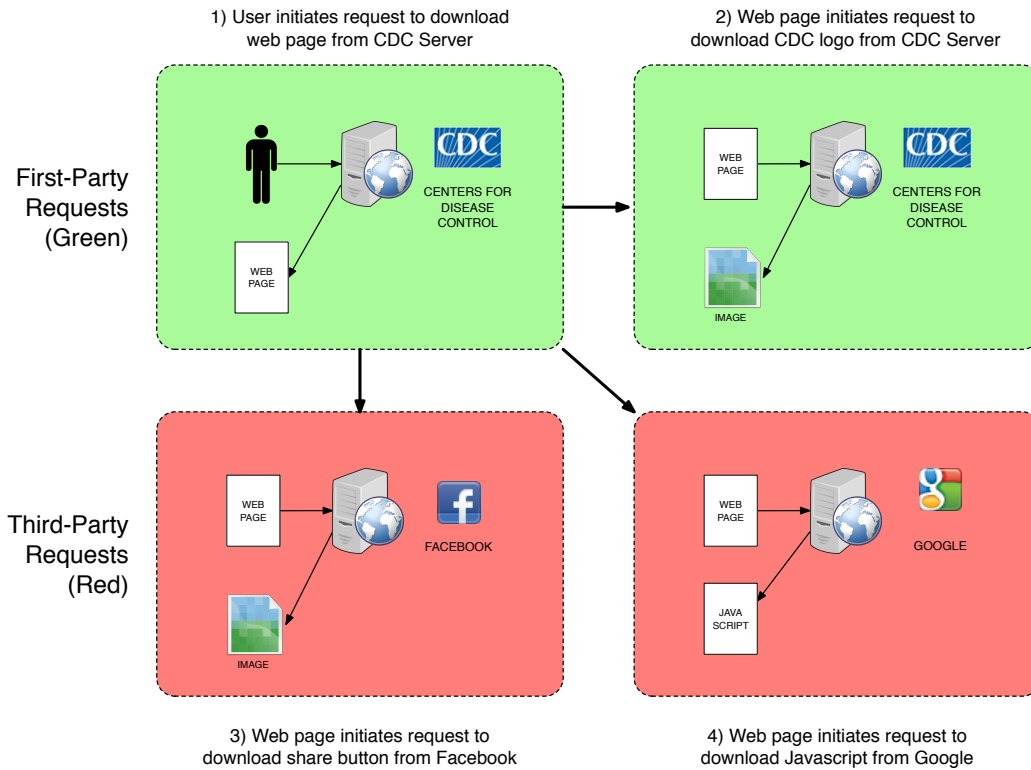 1) User initiates request to download
web page from CDC Server
2) Web page initiates request to
download CDC logo from CDC Server
First-Party
Requests
(Green)
CDC
CENTERS FOR
DISEASE
CONTROL
WEB
PAGE
WEB
PAGE
CDC
CENTERS FOR
DISEASE
CONTROL
IMAGE
Third-Party
Requests
(Red)
WEB
PAGE
f
FACEBOOK
IMAGE
WEB
PAGE
g
GOOGLE
JAVA
SCRIPT
3) Web page initiates request to
download share button from Facebook
4) Web page initiates request to
download Javascript from Google